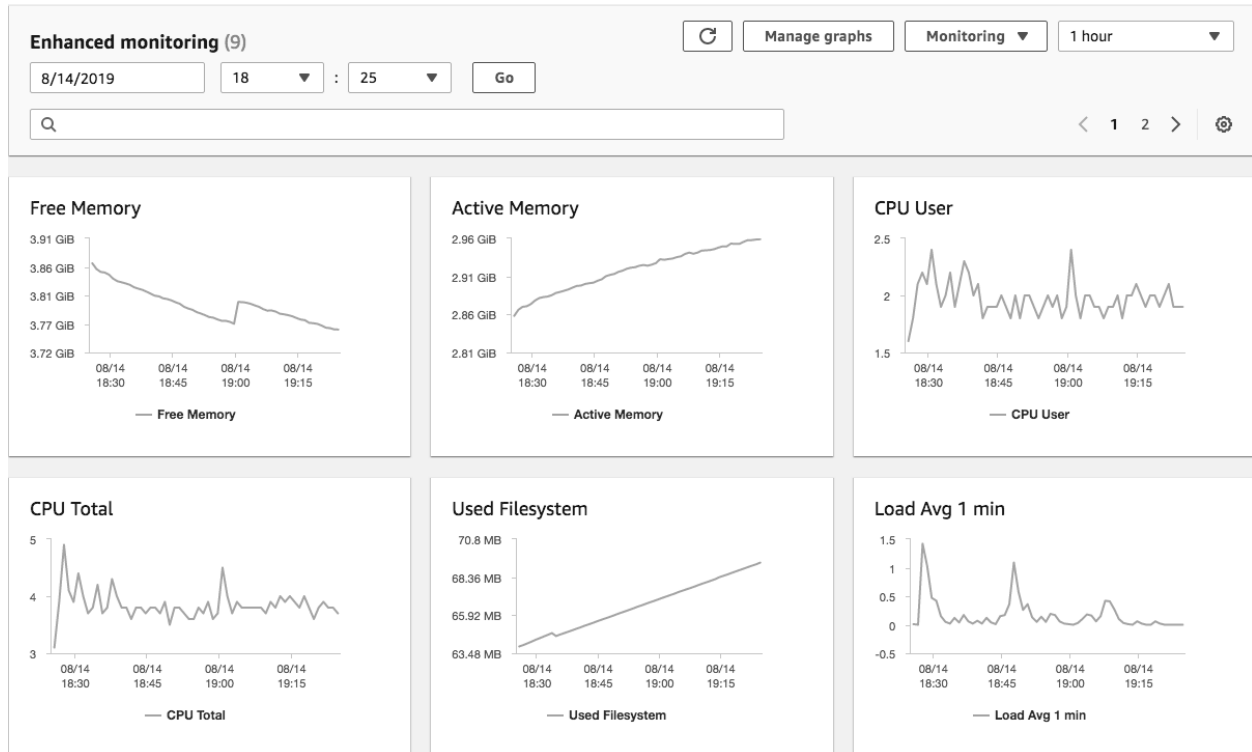 Enhanced monitoring (9)
Manage graphs
Monitoring
1 hour
8/14/2019
18
:
25
Go
1
2
Free Memory
3.91 GiB
3.86 GiB
3.81 GiB
3.77 GiB
3.72 GiB
08/14 08/14 08/14 08/14
18:30 18:45 19:00 19:15
Free Memory
Active Memory
2.96 GiB
2.91 GiB
2.86 GiB
2.81 GiB
08/14 08/14 08/14 08/14
18:30 18:45 19:00 19:15
Active Memory
CPU User
2.5
2
1.5
08/14 08/14 08/14 08/14
18:30 18:45 19:00 19:15
CPU User
CPU Total
5
4
3
08/14 08/14 08/14 08/14
18:30 18:45 19:00 19:15
CPU Total
Used Filesystem
70.8 MB
68.36 MB
65.92 MB
63.48 MB
08/14 08/14 08/14 08/14
18:30 18:45 19:00 19:15
Used Filesystem
Load Avg 1 min
1.5
1
0.5
0
-0.5
08/14 08/14 08/14 08/14
18:30 18:45 19:00 19:15
Load Avg 1 min